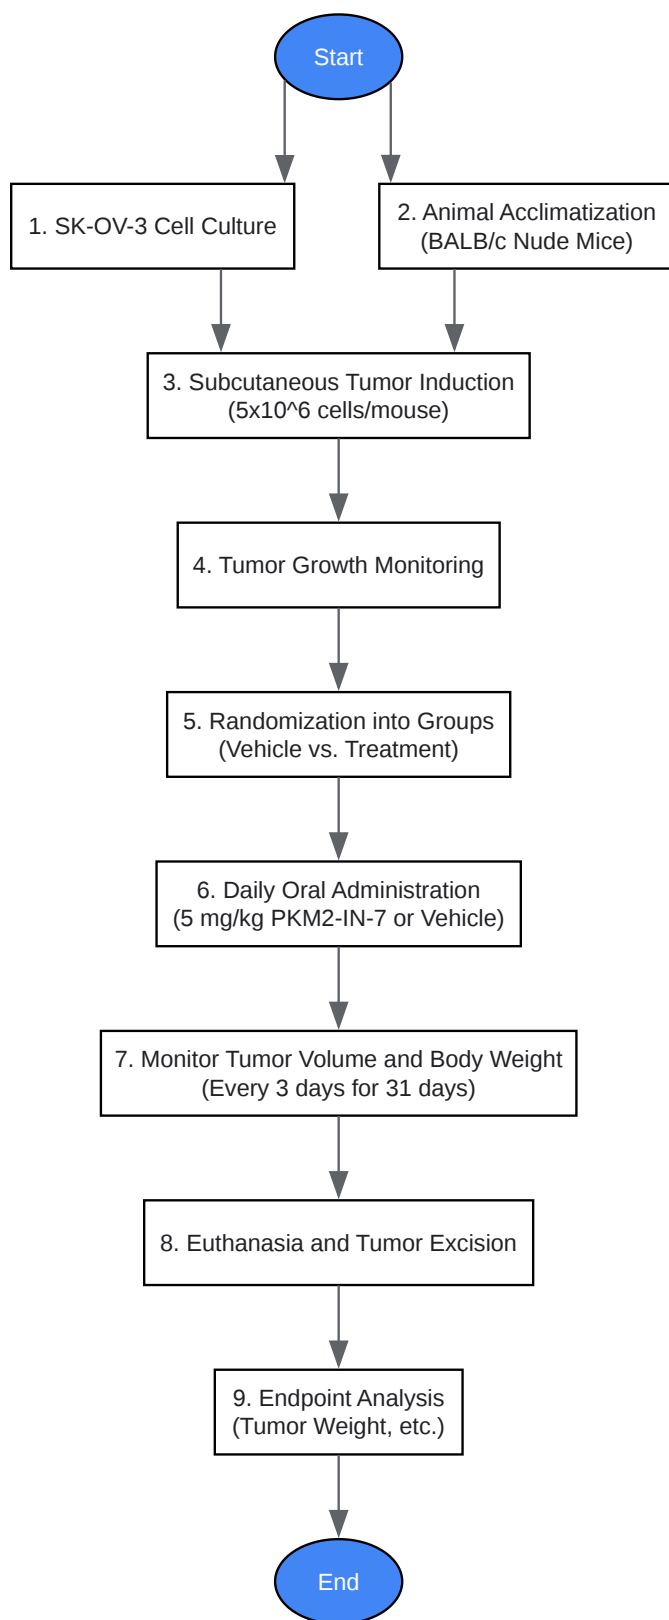 Start
1. SK-OV-3 Cell Culture
2. Animal Acclimatization
(BALB/c Nude Mice)
3. Subcutaneous Tumor Induction
(5x10^6 cells/mouse)
4. Tumor Growth Monitoring
5. Randomization into Groups
(Vehicle vs. Treatment)
6. Daily Oral Administration
(5 mg/kg PKM2-IN-7 or Vehicle)
7. Monitor Tumor Volume and Body Weight
(Every 3 days for 31 days)
8. Euthanasia and Tumor Excision
9. Endpoint Analysis
(Tumor Weight, etc.)
End